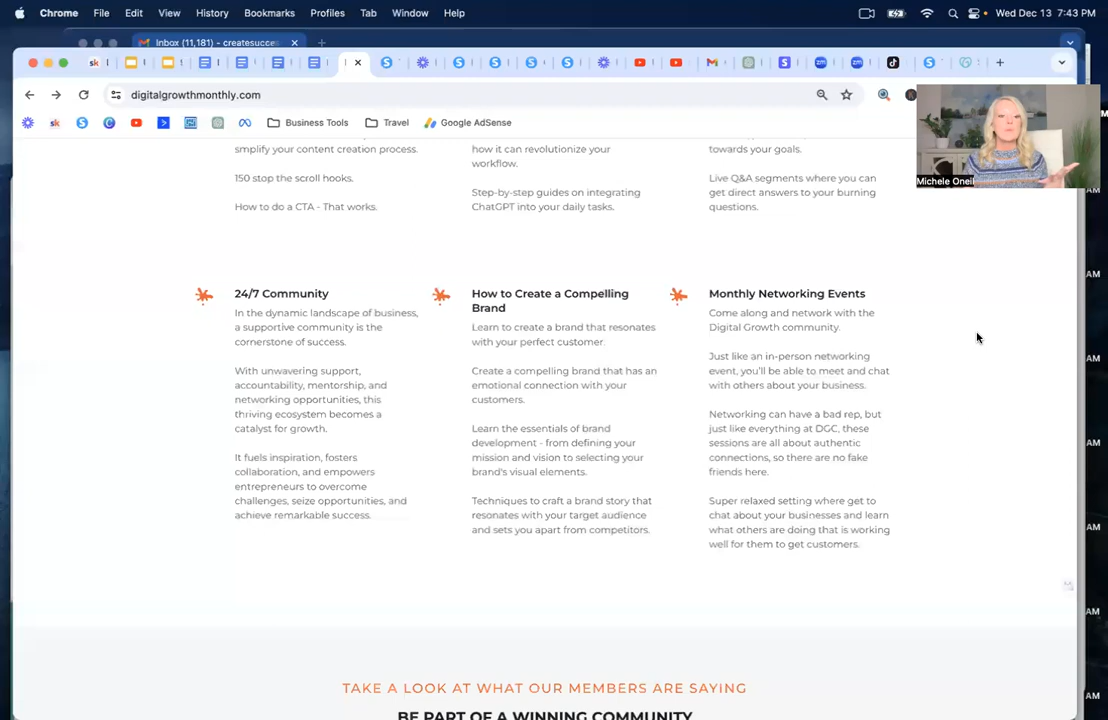 Chrome File Edit View History Bookmarks Profiles Tab Window Help Wed Dec 13 7:43 PM
Inbox (11,181) - createsucce
digitalgrowthmonthly.com
Business Tools Travel Google AdSense
Michele Oneil
smplify your content creation process.
150 stop the scroll hooks.
How to do a CTA - That works.
how it can revolutionize your
workflow.
Step-by-step guides on integrating
ChatGPT into your daily tasks.
towards your goals.
Live Q&A segments where you can
get direct answers to your burning
questions.
24/7 Community
In the dynamic landscape of business,
a supportive community is the
cornerstone of success.
With unwavering support,
accountability, mentorship, and
networking opportunities, this
thriving ecosystem becomes a
catalyst for growth.
It fuels inspiration, fosters
collaboration, and empowers
entrepreneurs to overcome
challenges, seize opportunities, and
achieve remarkable success.
How to Create a Compelling
Brand
Learn to create a brand that resonates
with your perfect customer.
Create a compelling brand that has an
emotional connection with your
customers.
Learn the essentials of brand
development - from defining your
mission and vision to selecting your
brand's visual elements.
Techniques to craft a brand story that
resonates with your target audience
and sets you apart from competitors.
Monthly Networking Events
Come along and network with the
Digital Growth community.
Just like an in-person networking
event, you'll be able to meet and chat
with others about your business.
Networking can have a bad rep, but
just like everything at DGC, these
sessions are all about authentic
connections, so there are no fake
friends here.
Super relaxed setting where get to
chat about your businesses and learn
what others are doing that is working
well for them to get customers.
TAKE A LOOK AT WHAT OUR MEMBERS ARE SAYING
BE PART OF A WINNING COMMUNITY
AM
AM
AM
AM
AM
AM